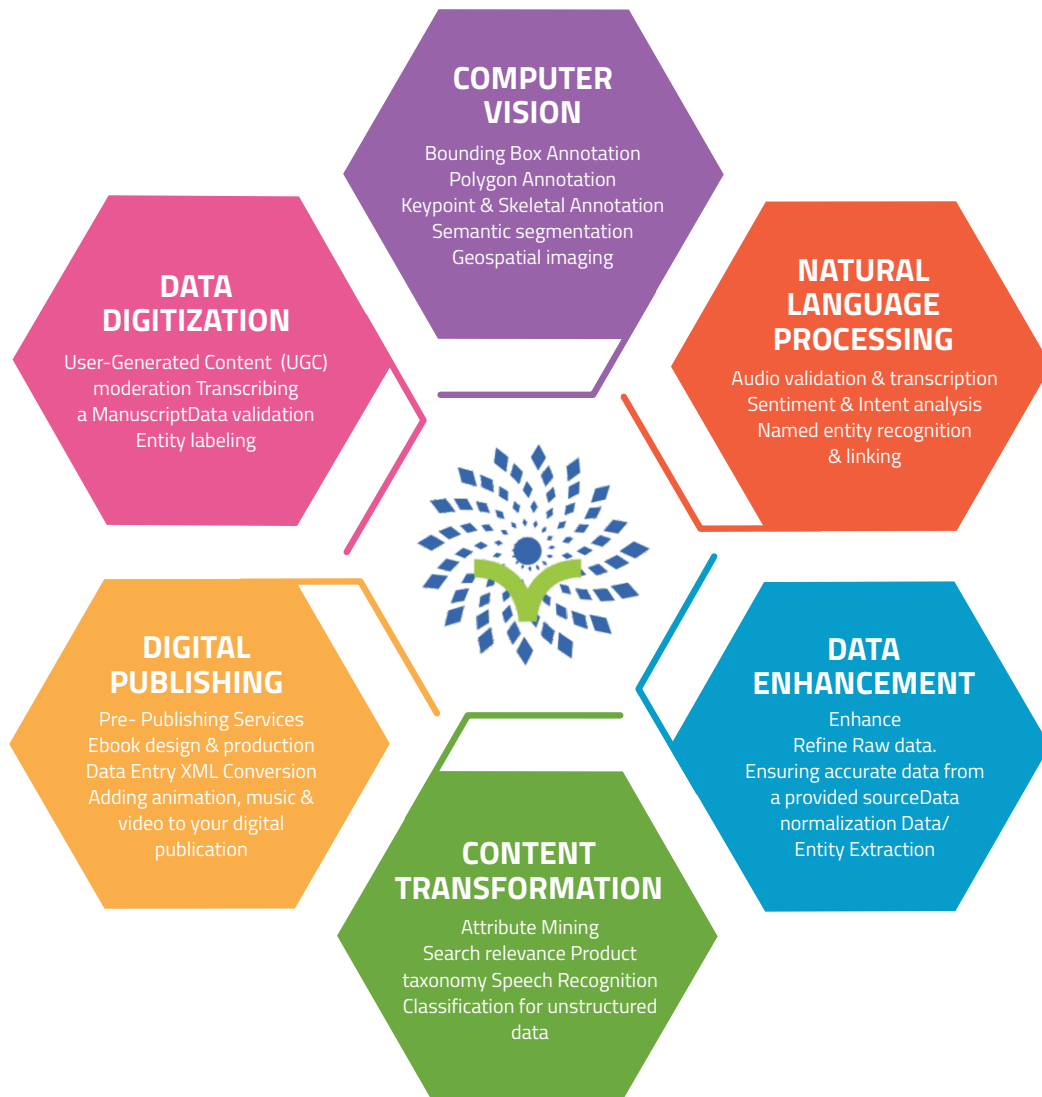 COMPUTER
VISION
Bounding Box Annotation
Polygon Annotation
Keypoint & Skeletal Annotation
Semantic segmentation
Geospatial imaging
NATURAL
LANGUAGE
PROCESSING
Audio validation & transcription
Sentiment & Intent analysis
Named entity recognition
& linking
DATA
ENHANCEMENT
Enhance
Refine Raw data.
Ensuring accurate data from
a provided sourceData
normalization Data/
Entity Extraction
CONTENT
TRANSFORMATION
Attribute Mining
Search relevance Product
taxonomy Speech Recognition
Classification for unstructured
data
DIGITAL
PUBLISHING
Pre- Publishing Services
Ebook design & production
Data Entry XML Conversion
Adding animation, music &
video to your digital
publication
DATA
DIGITIZATION
User-Generated Content (UGC)
moderation Transcribing
a ManuscriptData validation
Entity labeling